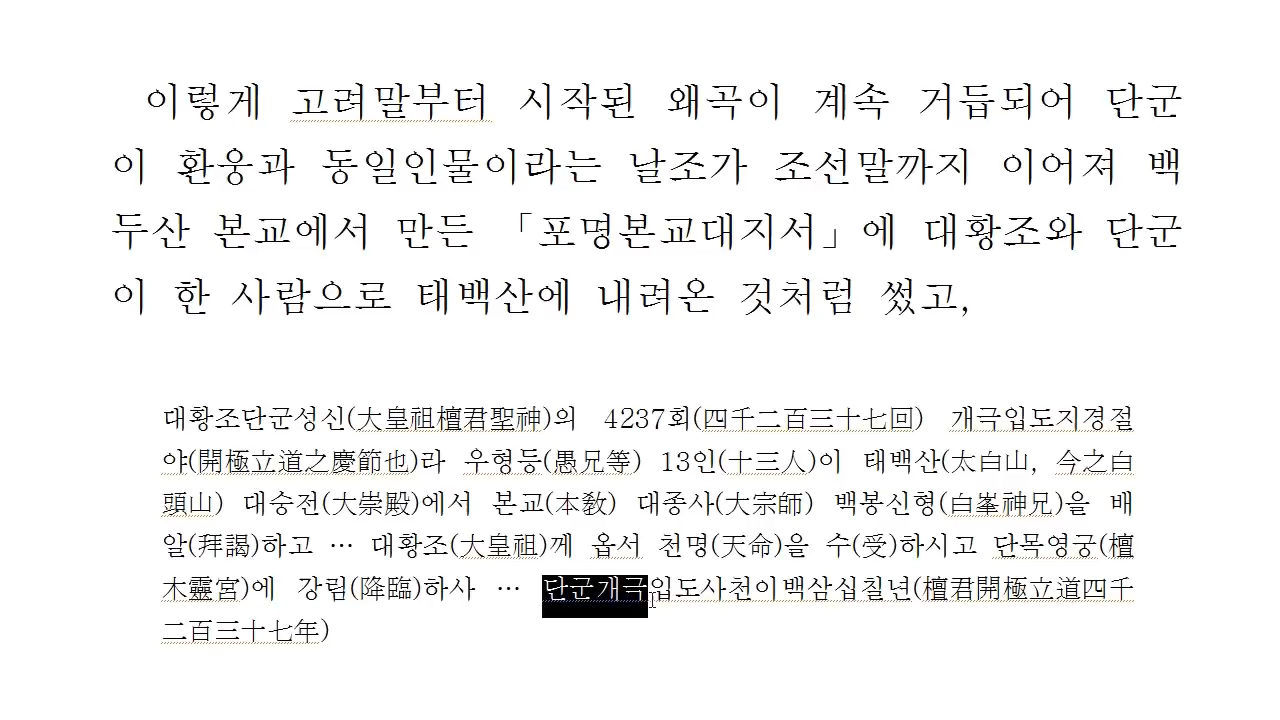 이렇게 고려말부터 시작된 왜곡이 계속 거듭되어 단군
이 환웅과 동일인물이라는 날조가 조선말까지 이어져 백
두산 본교에서 만든 「포명본교대지서」에 대황조와 단군
이 한 사람으로 태백산에 내려온 것처럼 썼고,
대황조단군성신(大皇祖檀君聖神)의 4237회(四千二百三十七回) 개극입도지경절
야(開極立道之慶節也)라 우형등(愚兄等) 13인(十三人)이 태백산(太白山, 今之白
頭山) 대숭전(大崇殿)에서 본교(本敎) 대종사(大宗師) 백봉신형(白峯神兄)을 배
알(拜謁)하고 … 대황조(大皇祖)께 옵서 천명(天命)을 수(受)하시고 단목영궁(檀
木靈宮)에 강림(降臨)하사 … 단군개극입도사천이백삼십칠년(檀君開極立道四千
二百三十七年)